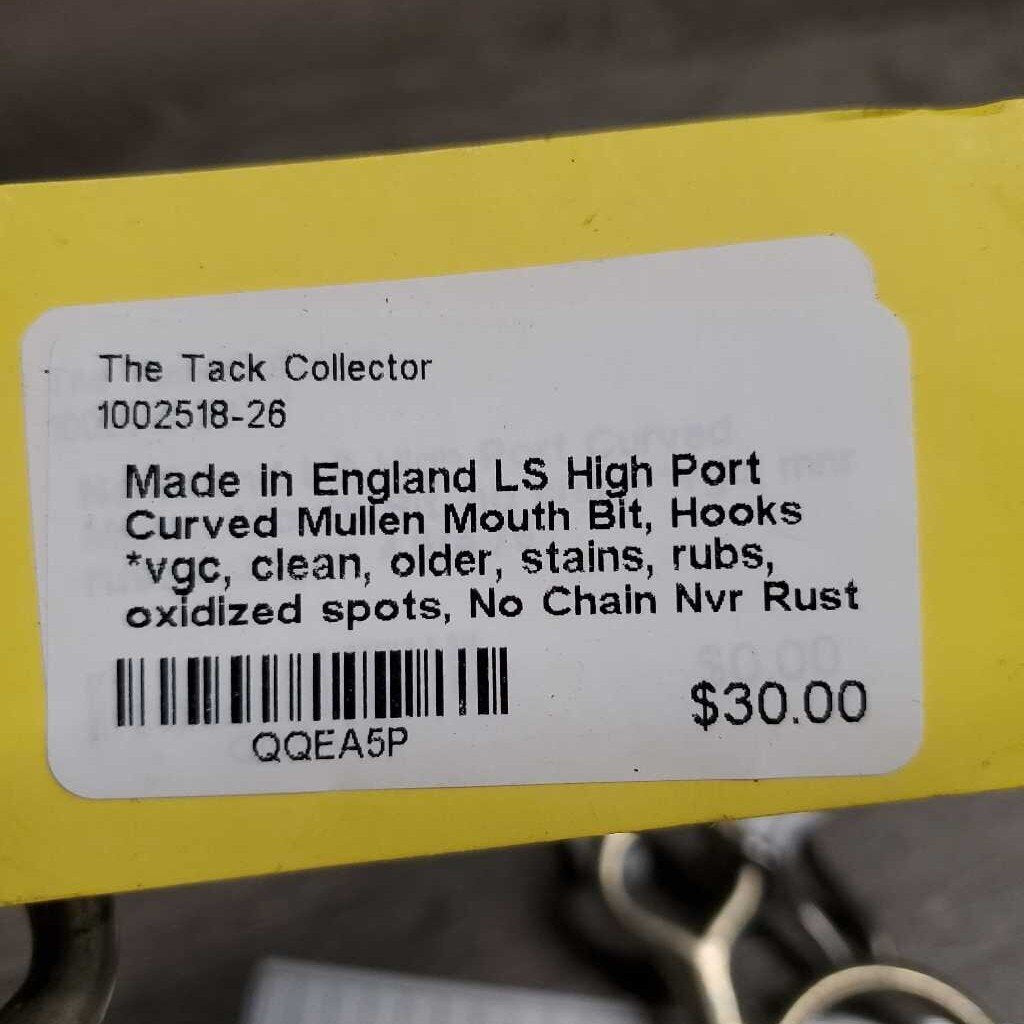 The Tack Collector
1002518-26
Made in England LS High Port
Curved Mullen Mouth Bit, Hooks
*vgc, clean, older, stains, rubs,
oxidized spots, No Chain Nvr Rust
QQEA5P
$30.00